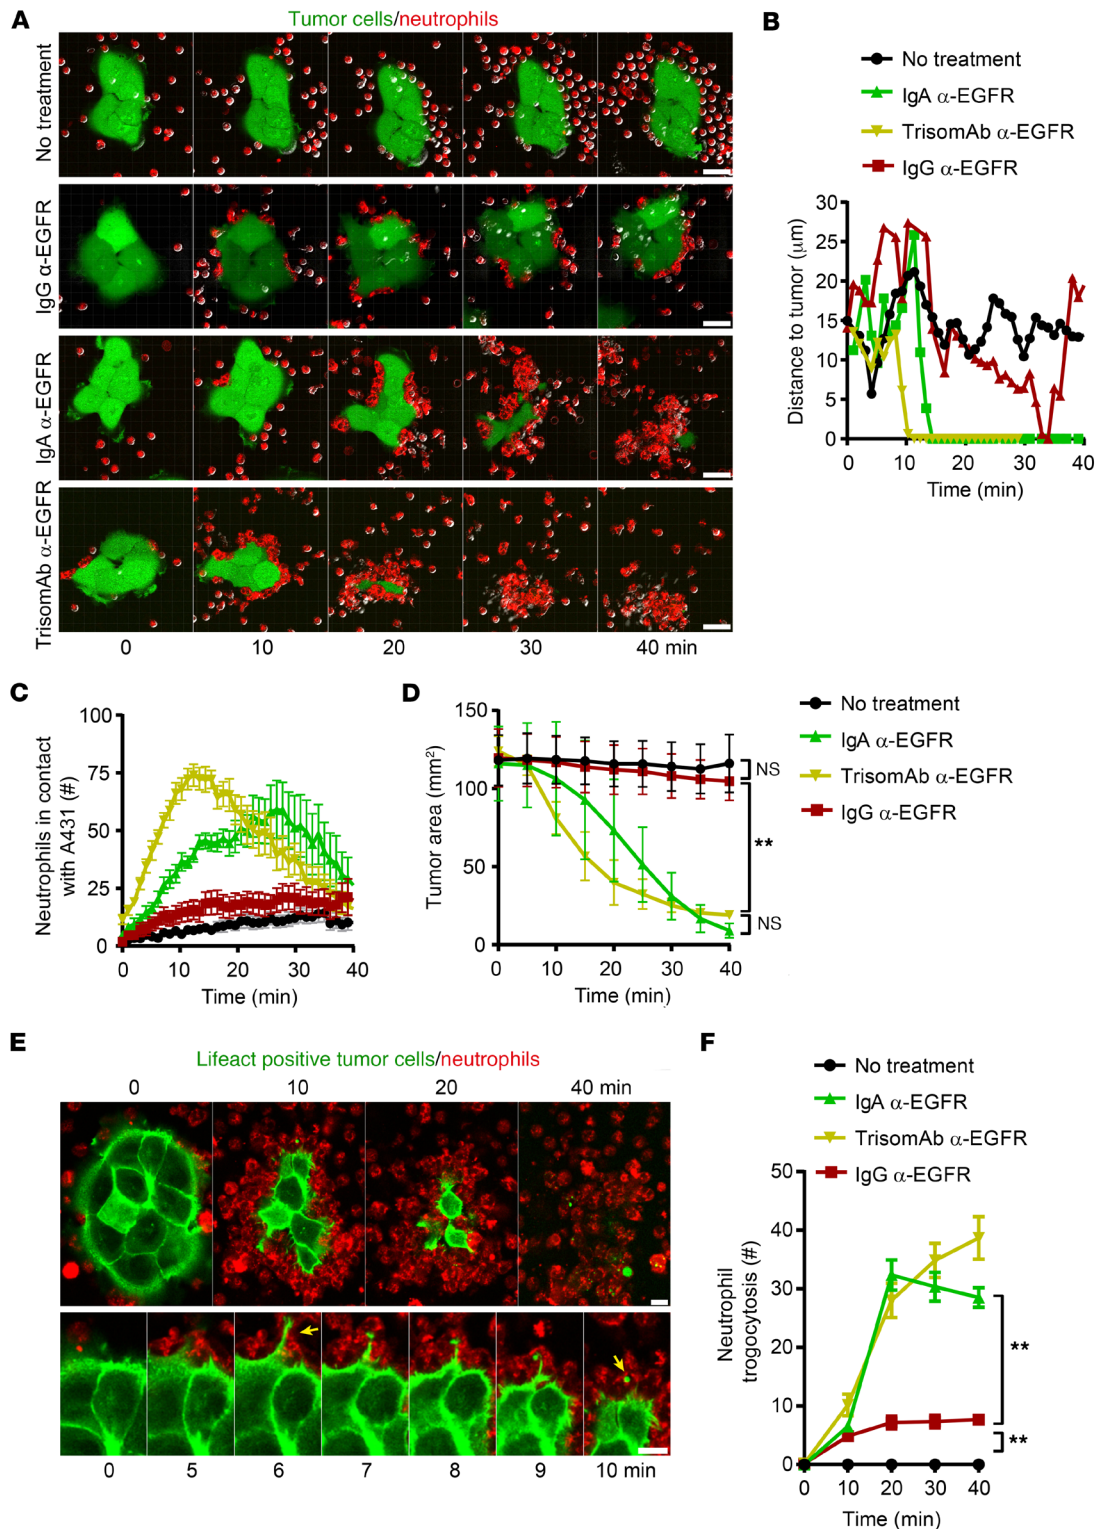 A
Tumor cells/neutrophils
No treatment
IgG α-EGFR
IgA α-EGFR
TrisomAb α-EGFR
0 10 20 30 40 min
B
No treatment
IgA α-EGFR
TrisomAb α-EGFR
IgG α-EGFR
Distance to tumor (μm)
30
25
20
15
10
5
0
0 10 20 30 40
Time (min)
C
Neutrophils in contact
with A431 (#)
100
75
50
25
0
0 10 20 30 40
Time (min)
D
Tumor area (mm²)
150
100
50
0
0 10 20 30 40
Time (min)
NS
**
NS
No treatment
IgA α-EGFR
TrisomAb α-EGFR
IgG α-EGFR
E
Lifeact positive tumor cells/neutrophils
0 10 20 40 min
0 5 6 7 8 9 10 min
F
No treatment
IgA α-EGFR
TrisomAb α-EGFR
IgG α-EGFR
Neutrophil
trogocytosis (#)
50
40
30
20
10
0
0 10 20 30 40
Time (min)
**
**